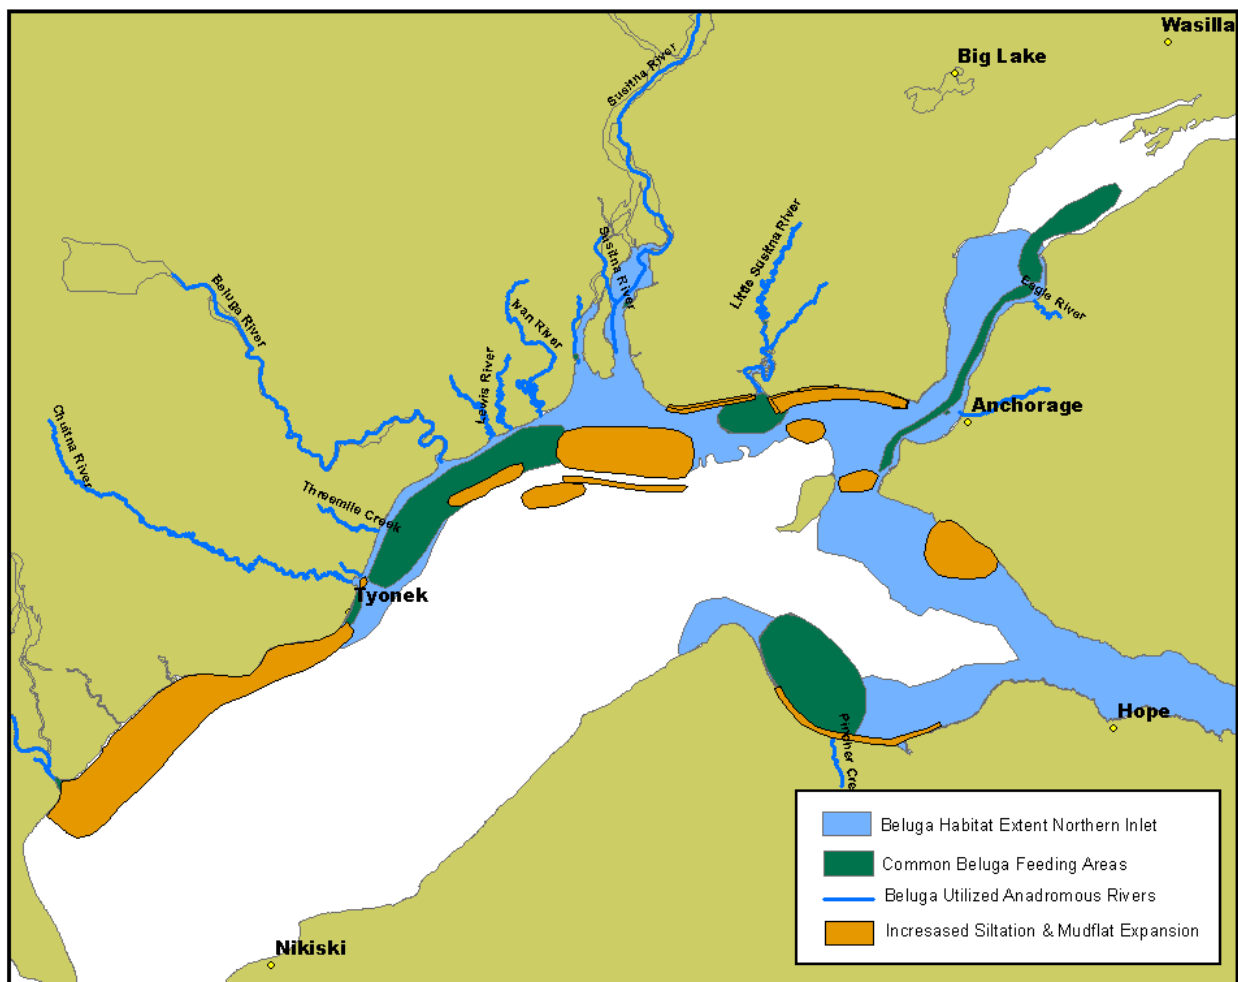 Wasilla
Big Lake
Susitna River
Susitna River
Little Susitna River
Eagle River
Beluga River
Ivan River
Lewis River
Anchorage
Chuitna River
Threemile Creek
Tyonek
Hope
Pincher Cre
Nikiski
Beluga Habitat Extent Northern Inlet
Common Beluga Feeding Areas
Beluga Utilized Anadromous Rivers
Incresased Siltation & Mudflat Expansion